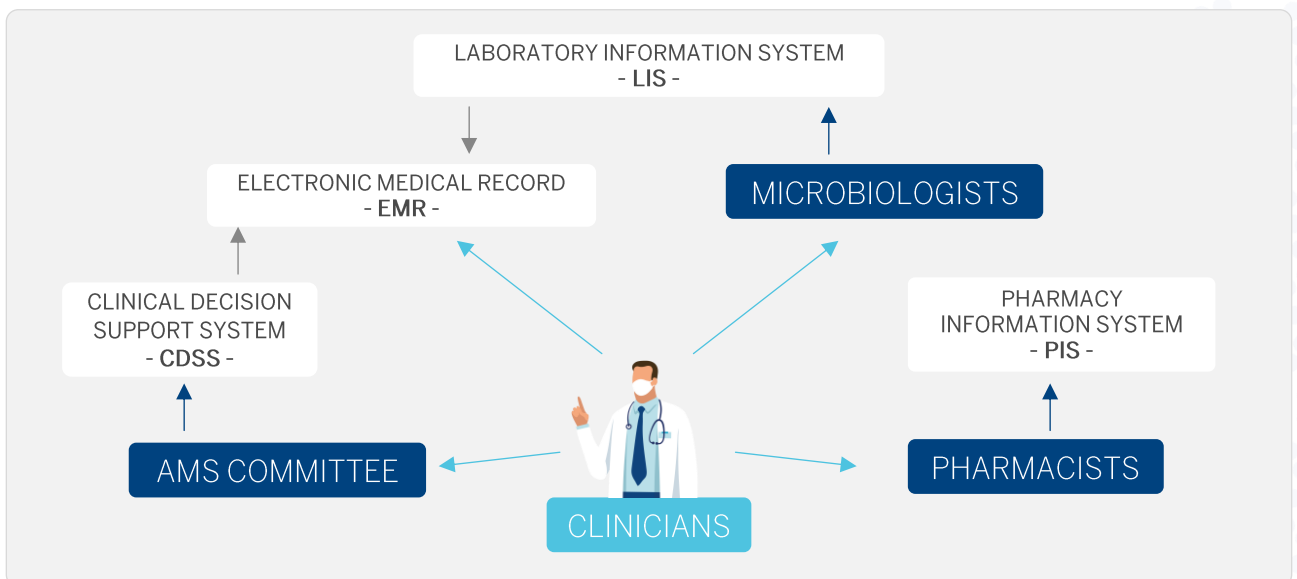 LABORATORY INFORMATION SYSTEM
- LIS -
ELECTRONIC MEDICAL RECORD
- EMR -
MICROBIOLOGISTS
CLINICAL DECISION
SUPPORT SYSTEM
- CDSS -
PHARMACY
INFORMATION SYSTEM
- PIS -
AMS COMMITTEE
PHARMACISTS
CLINICIANS